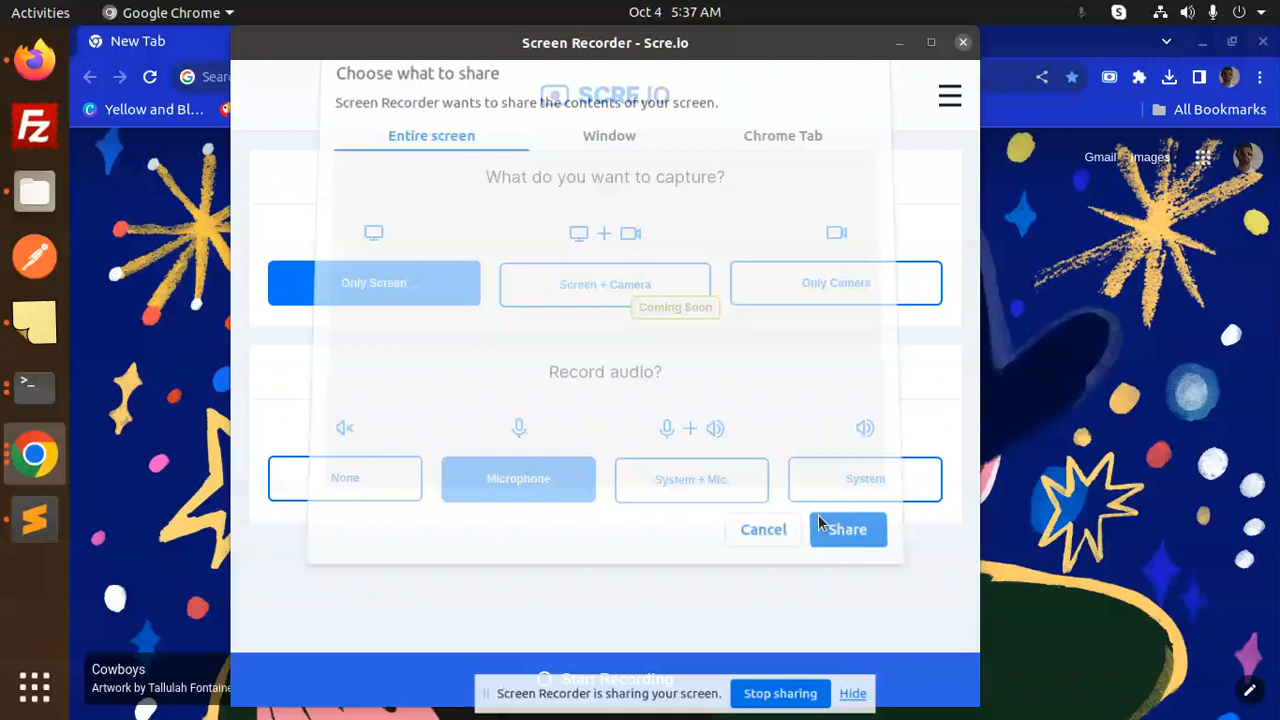 Activities
Google Chrome
Oct 4 5:37 AM
New Tab
Screen Recorder - Scre.io
Sear
Yellow and Bl...
All Bookmarks
Gmail
Images
Choose what to share
SCRE.IO
Screen Recorder wants to share the contents of your screen.
Entire screen
Window
Chrome Tab
What do you want to capture?
Only Screen
Screen + Camera
Only Camera
Coming Soon
Record audio?
None
Microphone
System + Mic.
System
Cancel
Share
Start Recording
Screen Recorder is sharing your screen.
Stop sharing
Hide
Cowboys
Artwork by Tallulah Fontaine